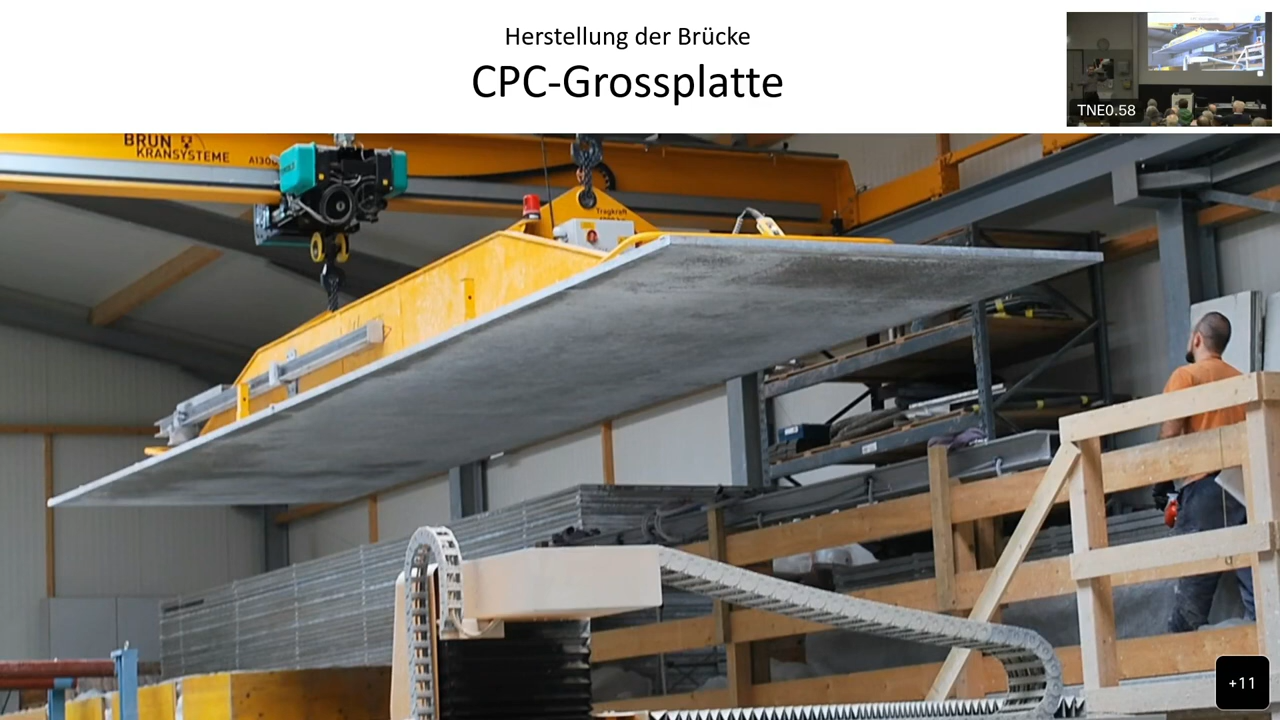 Herstellung der Brücke
CPC-Grossplatte
TNE0.58
BRUN
KRANSYSTEME
Tragkraft
+11